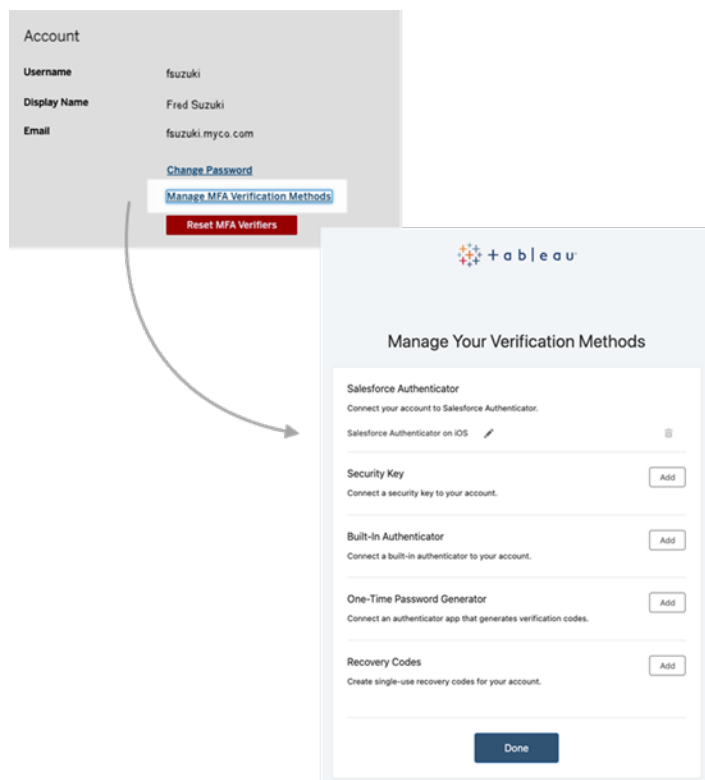 Account
Username fsuzuki
Display Name Fred Suzuki
Email fsuzuki.myco.com
Change Password
Manage MFA Verification Methods
Reset MFA Verifiers
+ a b | e a u
Manage Your Verification Methods
Salesforce Authenticator
Connect your account to Salesforce Authenticator.
Salesforce Authenticator on iOS
Security Key Add
Connect a security key to your account.
Built-In Authenticator Add
Connect a built-in authenticator to your account.
One-Time Password Generator Add
Connect an authenticator app that generates verification codes.
Recovery Codes Add
Create single-use recovery codes for your account.
Done